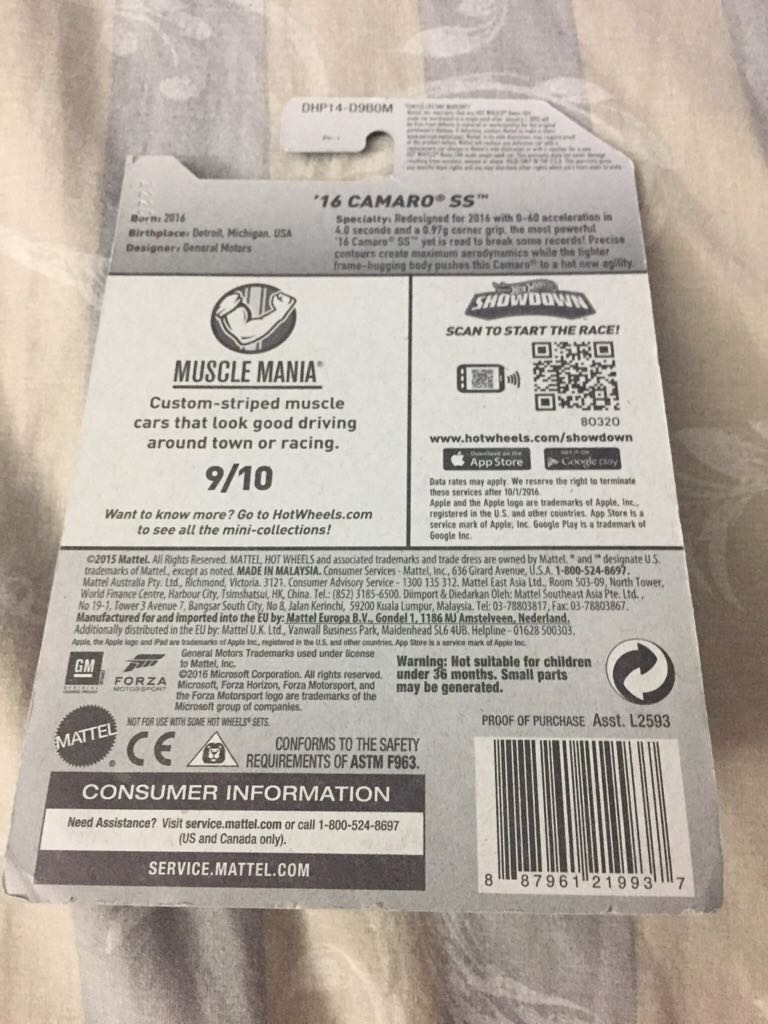 DHP14-D9B0M
'16 CAMARO® SS™
Born: 2016
Birthplace: Detroit, Michigan, USA
Designer: General Motors
Specialty: Redesigned for 2016 with 0-60 acceleration in
4.0 seconds and a 0.97g corner grip, the most powerful
'16 Camaro® SS™ yet is read to break some records! Precise
contours create maximum aerodynamics while the lighter
frame-hugging body pushes this Camaro® to a hot new agility.
MUSCLE MANIA®
Custom-striped muscle
cars that look good driving
around town or racing.
9/10
Want to know more? Go to HotWheels.com
to see all the mini-collections!
Hot Wheels
SHOWDOWN
SCAN TO START THE RACE!
80320
www.hotwheels.com/showdown
Download on the
App Store
GET IT ON
Google play
Data rates may apply. We reserve the right to terminate
these services after 10/1/2016.
Apple and the Apple logo are trademarks of Apple, Inc.,
registered in the U.S. and other countries. App Store is a
service mark of Apple, Inc. Google Play is a trademark of
Google Inc.
©2015 Mattel. All Rights Reserved. MATTEL, HOT WHEELS and associated trademarks and trade dress are owned by Mattel. ® and ™ designate U.S.
trademarks of Mattel, except as noted. MADE IN MALAYSIA. Consumer Services - Mattel, Inc., 636 Girard Avenue, U.S.A. 1-800-524-8697.
Mattel Australia Pty. Ltd., Richmond, Victoria. 3121. Consumer Advisory Service - 1300 135 312. Mattel East Asia Ltd., Room 503-09, North Tower,
World Finance Centre, Harbour City, Tsimshatsui, HK, China. Tel.: (852) 3185-6500. Diimport & Diedarkan Oleh: Mattel Southeast Asia Pte. Ltd.,
No 19-1, Tower 3 Avenue 7, Bangsar South City, No 8, Jalan Kerinchi, 59200 Kuala Lumpur, Malaysia. Tel: 03-78803817, Fax: 03-78803867.
Manufactured for and imported into the EU by: Mattel Europa B.V., Gondel 1, 1186 MJ Amstelveen, Nederland.
Additionally distributed in the EU by: Mattel U.K. Ltd., Vanwall Business Park, Maidenhead SL6 4UB. Helpline - 01628 500303.
Apple, the Apple logo and iPad are trademarks of Apple Inc., registered in the U.S. and other countries. App Store is a service mark of Apple Inc.
GM
OFFICIAL
FORZA
MOTORSPORT
General Motors Trademarks used under license
to Mattel, Inc.
©2016 Microsoft Corporation. All rights reserved.
Microsoft, Forza Horizon, Forza Motorsport, and
the Forza Motorsport logo are trademarks of the
Microsoft group of companies.
Warning: Not suitable for children
under 36 months. Small parts
may be generated.
NOT FOR USE WITH SOME HOT WHEELS® SETS.
PROOF OF PURCHASE Asst. L2593
MATTEL
CE
CONFORMS TO THE SAFETY
REQUIREMENTS OF ASTM F963.
CONSUMER INFORMATION
Need Assistance? Visit service.mattel.com or call 1-800-524-8697
(US and Canada only).
SERVICE.MATTEL.COM
8 87961 21993 7